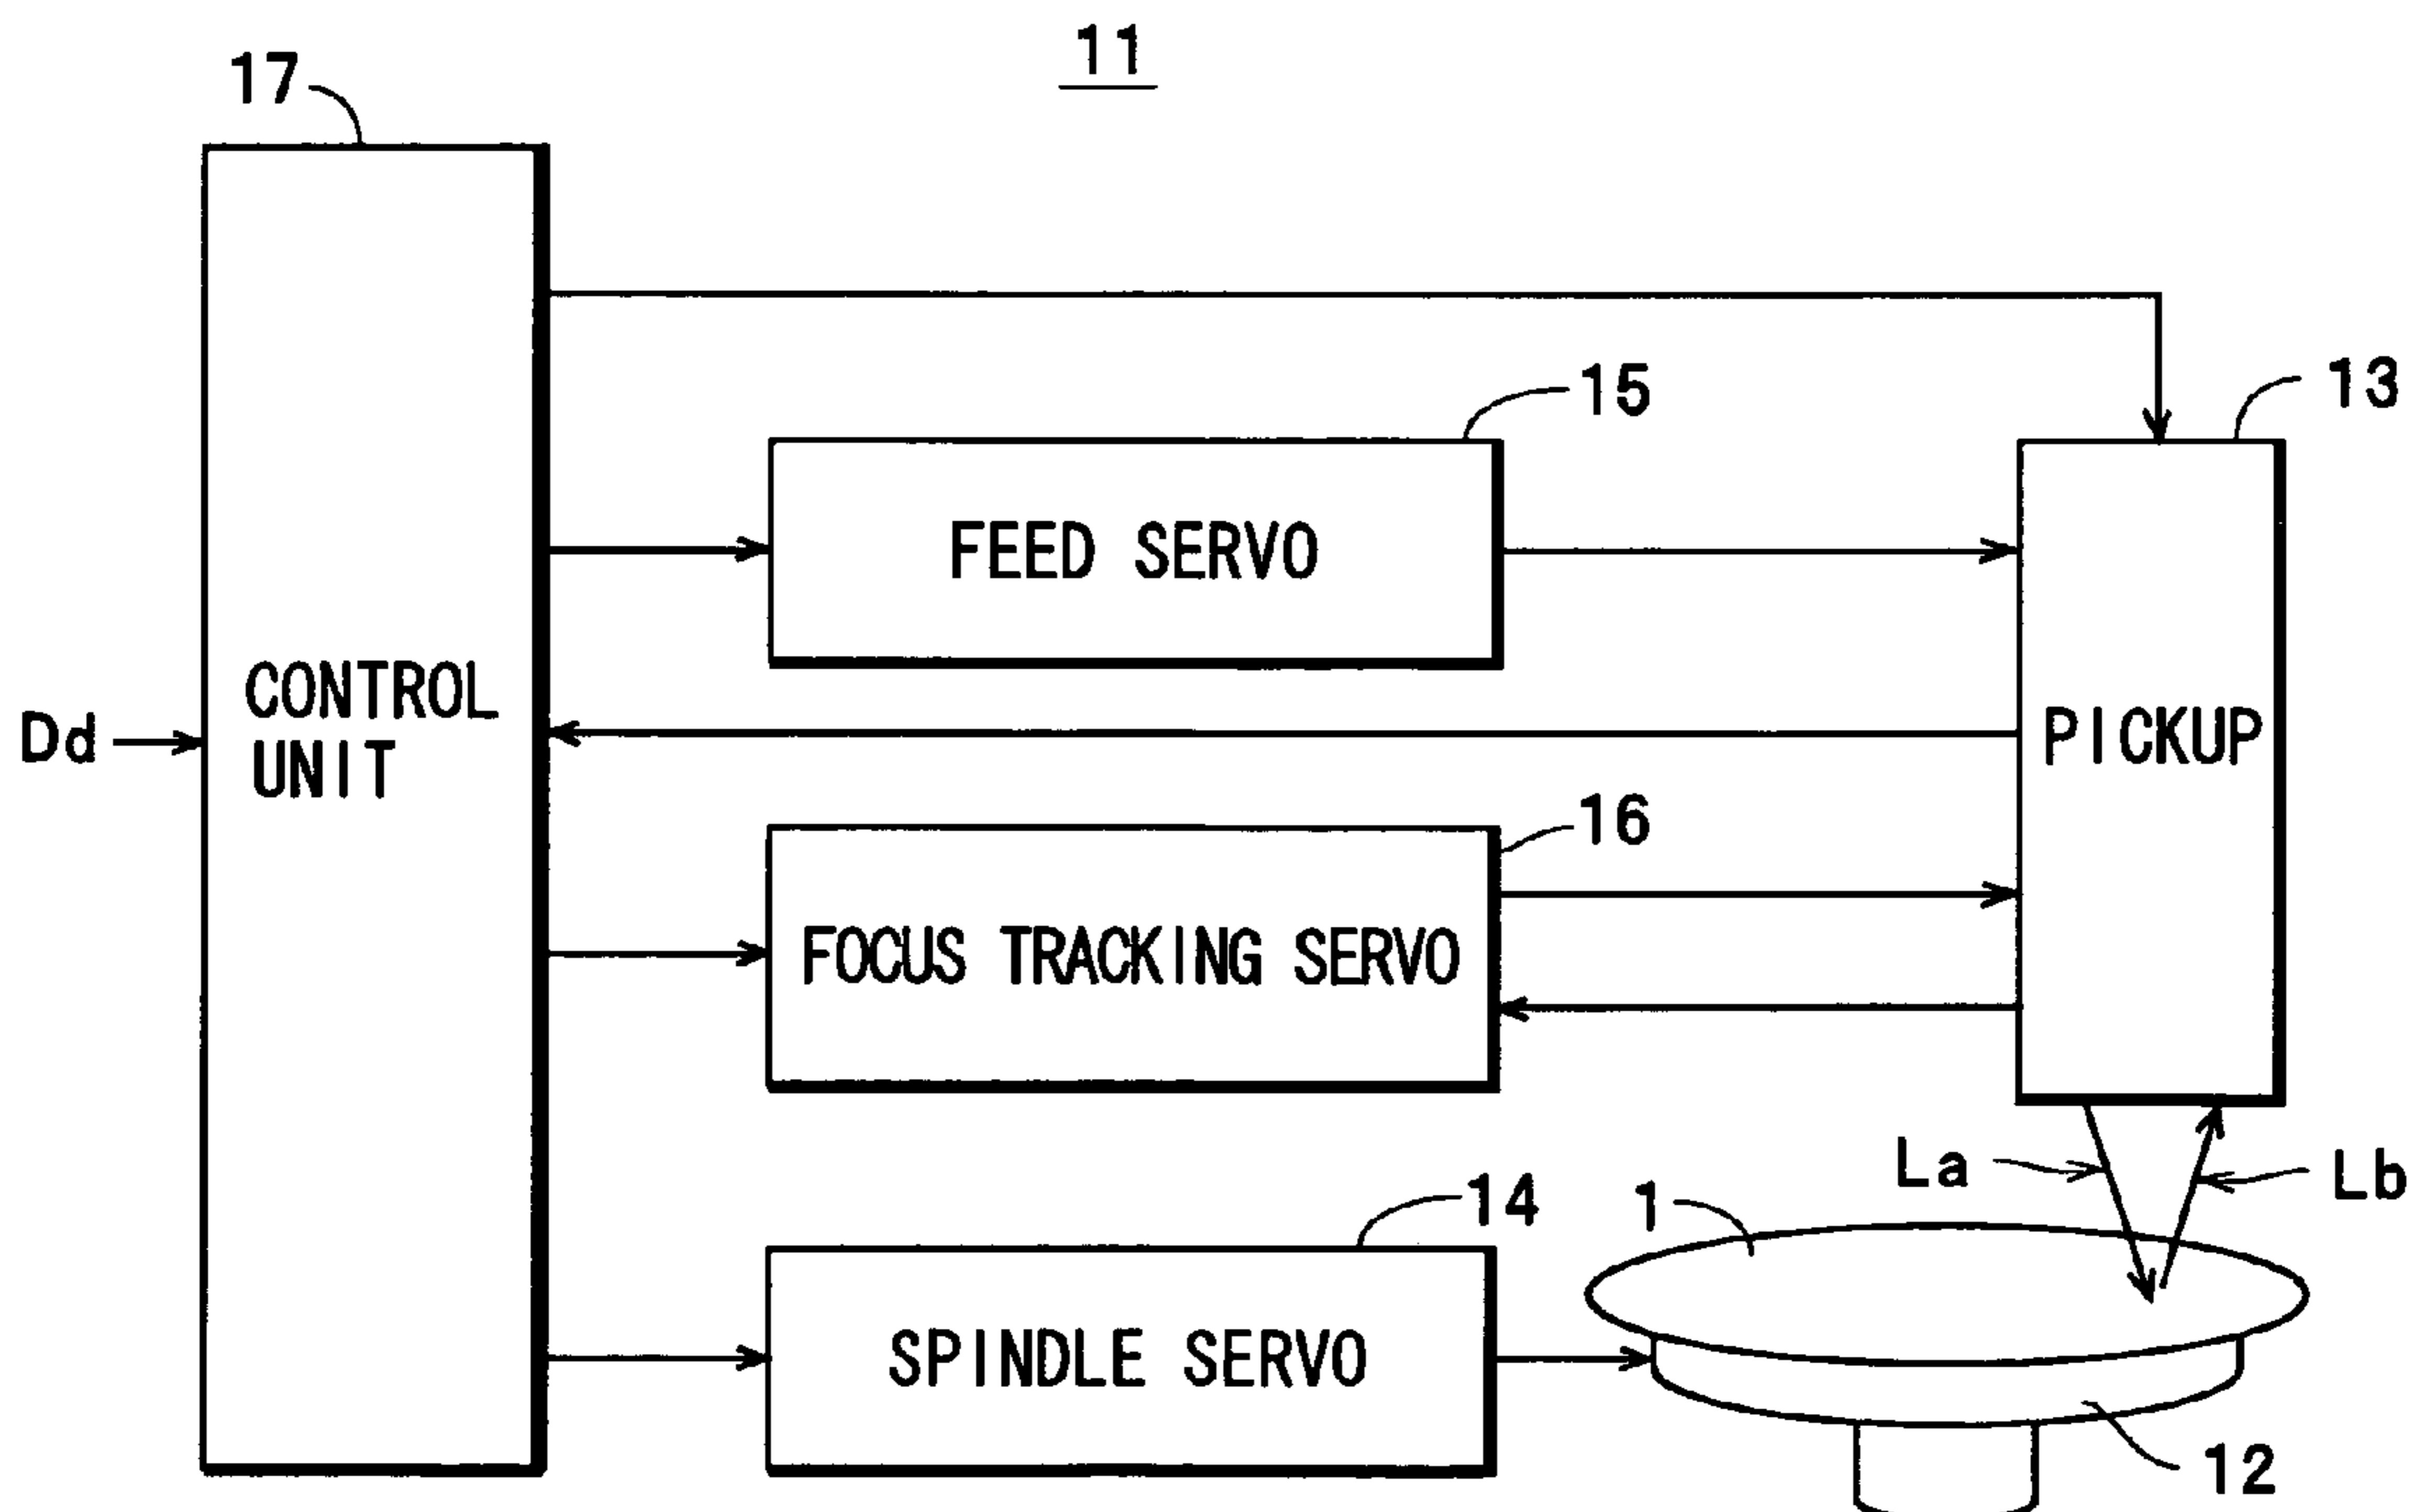 11
17
15
13
FEED SERVO
CONTROL
UNIT
Dd
PICKUP
16
FOCUS TRACKING SERVO
La
Lb
14
1
SPINDLE SERVO
12